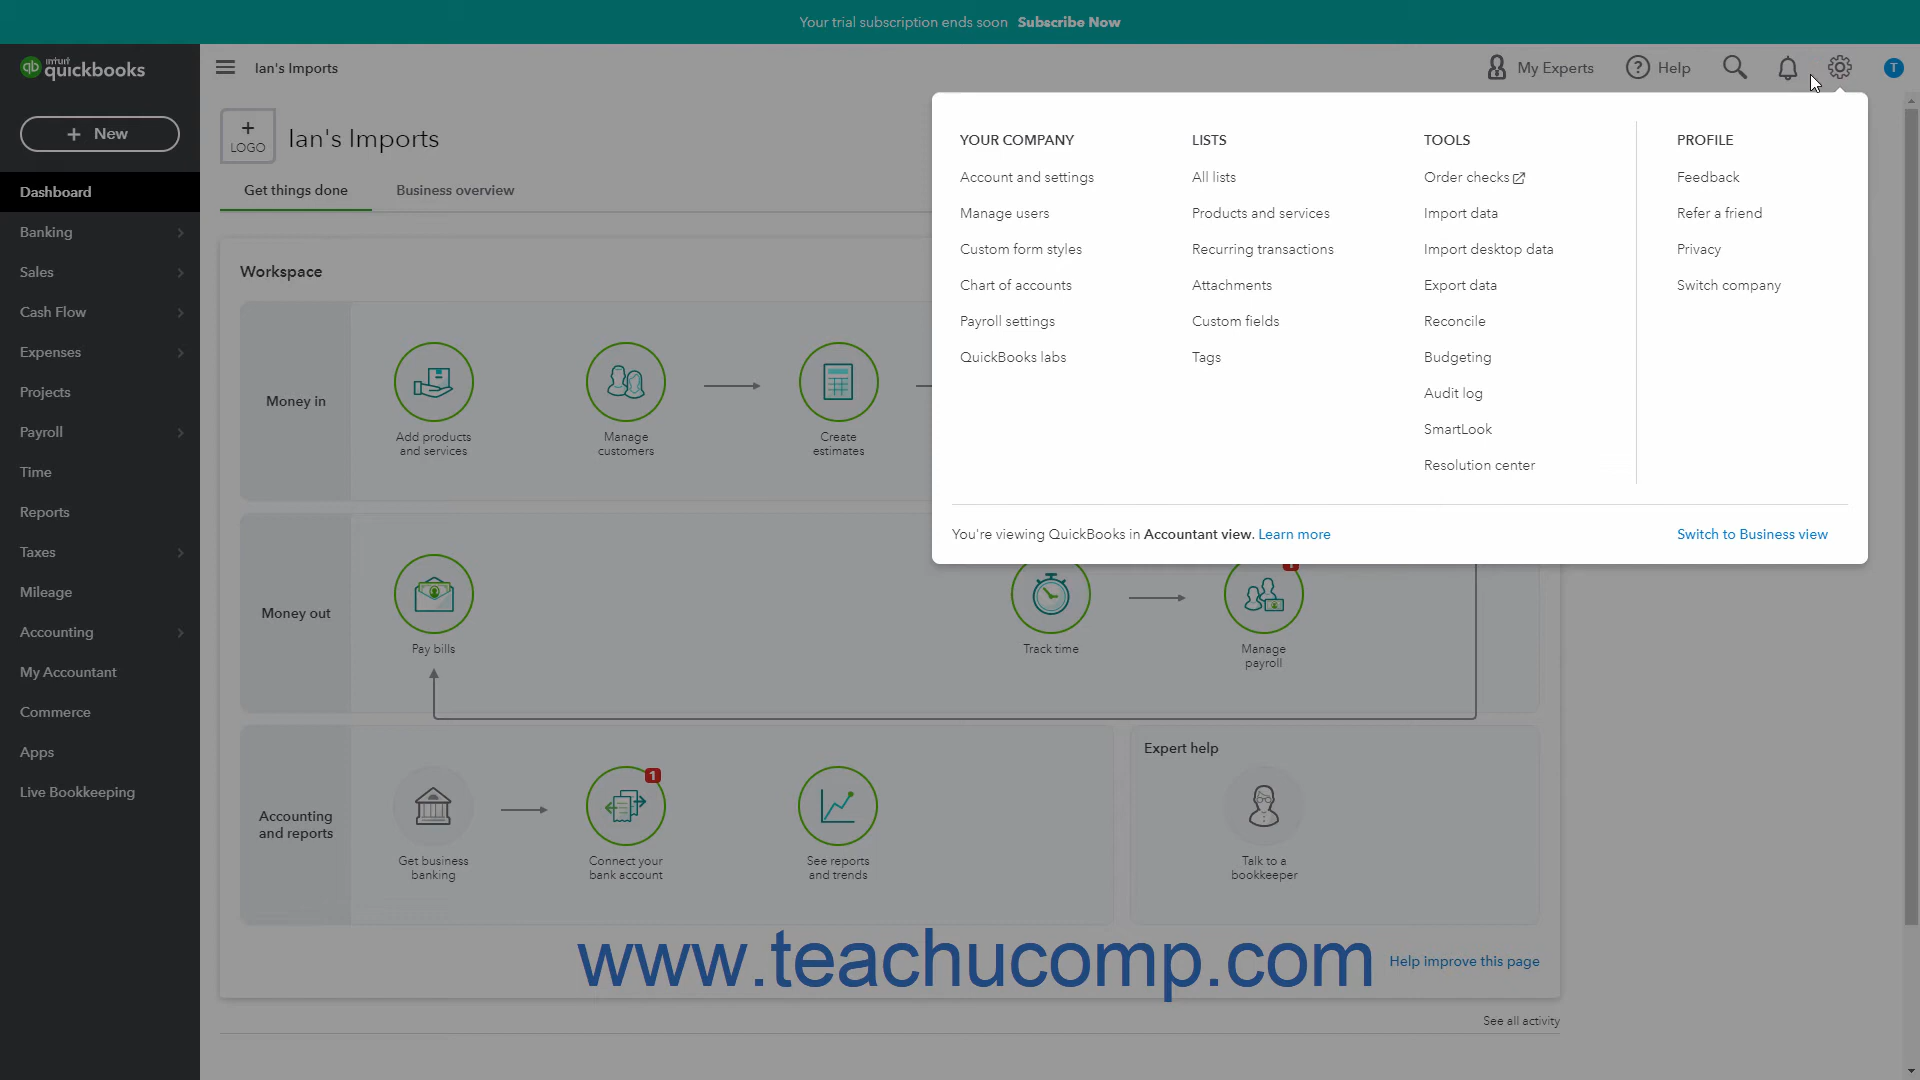 Your trial subscription ends soon Subscribe Now
intuit
qb quickbooks
Ian's Imports
My Experts
? Help
T
+ New
+
LOGO
Ian's Imports
Get things done
Business overview
Dashboard
Banking
Sales
Cash Flow
Expenses
Projects
Payroll
Time
Reports
Taxes
Mileage
Accounting
My Accountant
Commerce
Apps
Live Bookkeeping
YOUR COMPANY
Account and settings
Manage users
Custom form styles
Chart of accounts
Payroll settings
QuickBooks labs
LISTS
All lists
Products and services
Recurring transactions
Attachments
Custom fields
Tags
TOOLS
Order checks
Import data
Import desktop data
Export data
Reconcile
Budgeting
Audit log
SmartLook
Resolution center
PROFILE
Feedback
Refer a friend
Privacy
Switch company
You're viewing QuickBooks in Accountant view. Learn more
Switch to Business view
Workspace
Money in
Add products
and services
Manage
customers
Create
estimates
Money out
Pay bills
Track time
1
Manage
payroll
Accounting
and reports
Get business
banking
1
Connect your
bank account
See reports
and trends
Expert help
Talk to a
bookkeeper
www.teachucomp.com
Help improve this page
See all activity